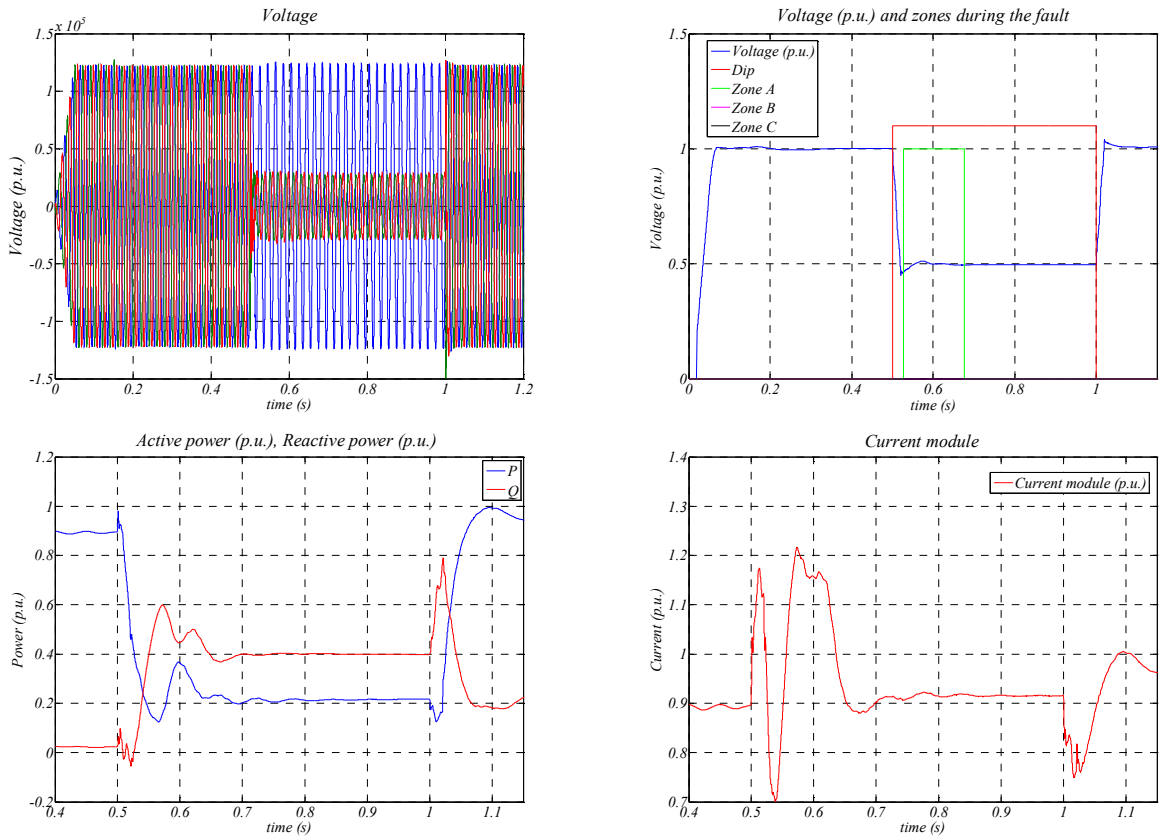 Voltage
x 10⁵
1.5
1
0.5
0
-0.5
-1
-1.5
Voltage (p.u.)
0 0.2 0.4 0.6 0.8 1 1.2
time (s)
Voltage (p.u.) and zones during the fault
1.5
1
0.5
0
Voltage (p.u.)
Voltage (p.u.)
Dip
Zone A
Zone B
Zone C
0.2 0.4 0.6 0.8 1
time (s)
Active power (p.u.), Reactive power (p.u.)
1.2
1
0.8
0.6
0.4
0.2
0
-0.2
Power (p.u.)
P
Q
0.4 0.5 0.6 0.7 0.8 0.9 1 1.1
time (s)
Current module
1.4
1.3
1.2
1.1
1
0.9
0.8
0.7
Current (p.u.)
Current module (p.u.)
0.4 0.5 0.6 0.7 0.8 0.9 1 1.1
time (s)